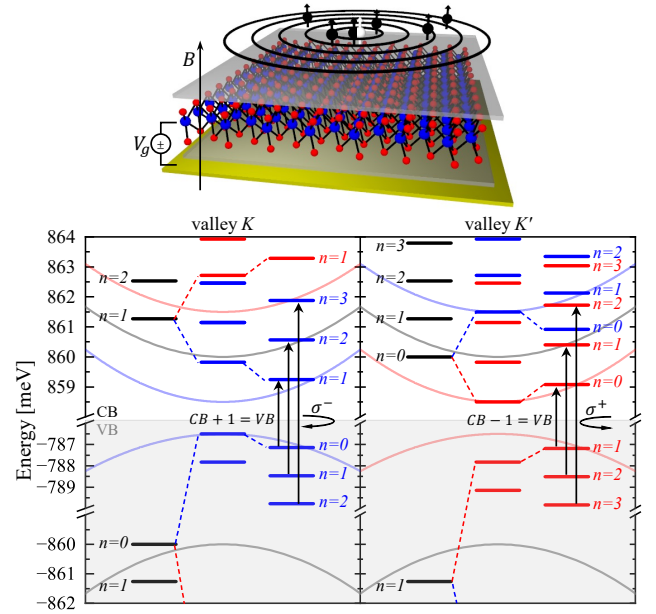 B
V_g
±
valley K
valley K'
Energy [meV]
864
863
862
861
860
859
−787
−788
−789
−860
−861
−862
CB
VB
n=2
n=1
n=0
n=1
n=1
n=3
n=2
n=1
n=0
n=1
n=2
CB + 1 = VB
σ⁻
n=3
n=2
n=1
n=0
n=1
n=2
n=3
n=1
n=2
n=0
n=1
n=0
n=1
n=2
n=3
CB − 1 = VB
σ⁺